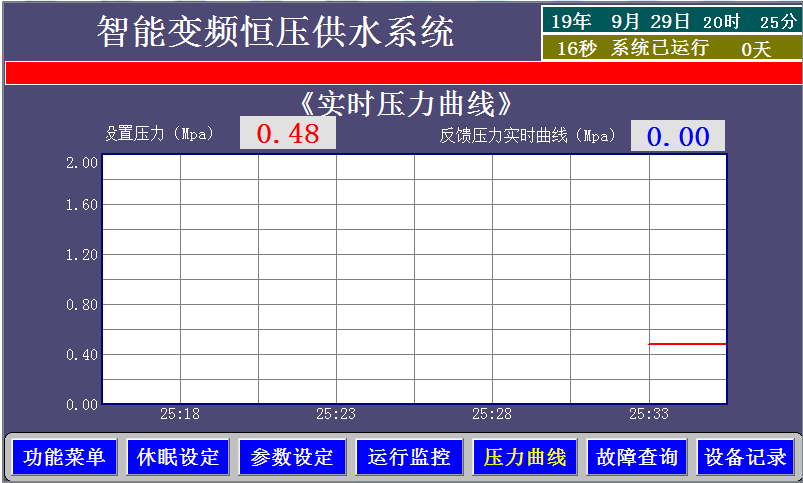 智能变频恒压供水系统
19年 9月 29日 20时 25分
16秒 系统已运行 0天
《实时压力曲线》
设置压力（Mpa） 0.48 反馈压力实时曲线（Mpa） 0.00
2.00
1.60
1.20
0.80
0.40
0.00
25:18 25:23 25:28 25:33
功能菜单 休眠设定 参数设定 运行监控 压力曲线 故障查询 设备记录